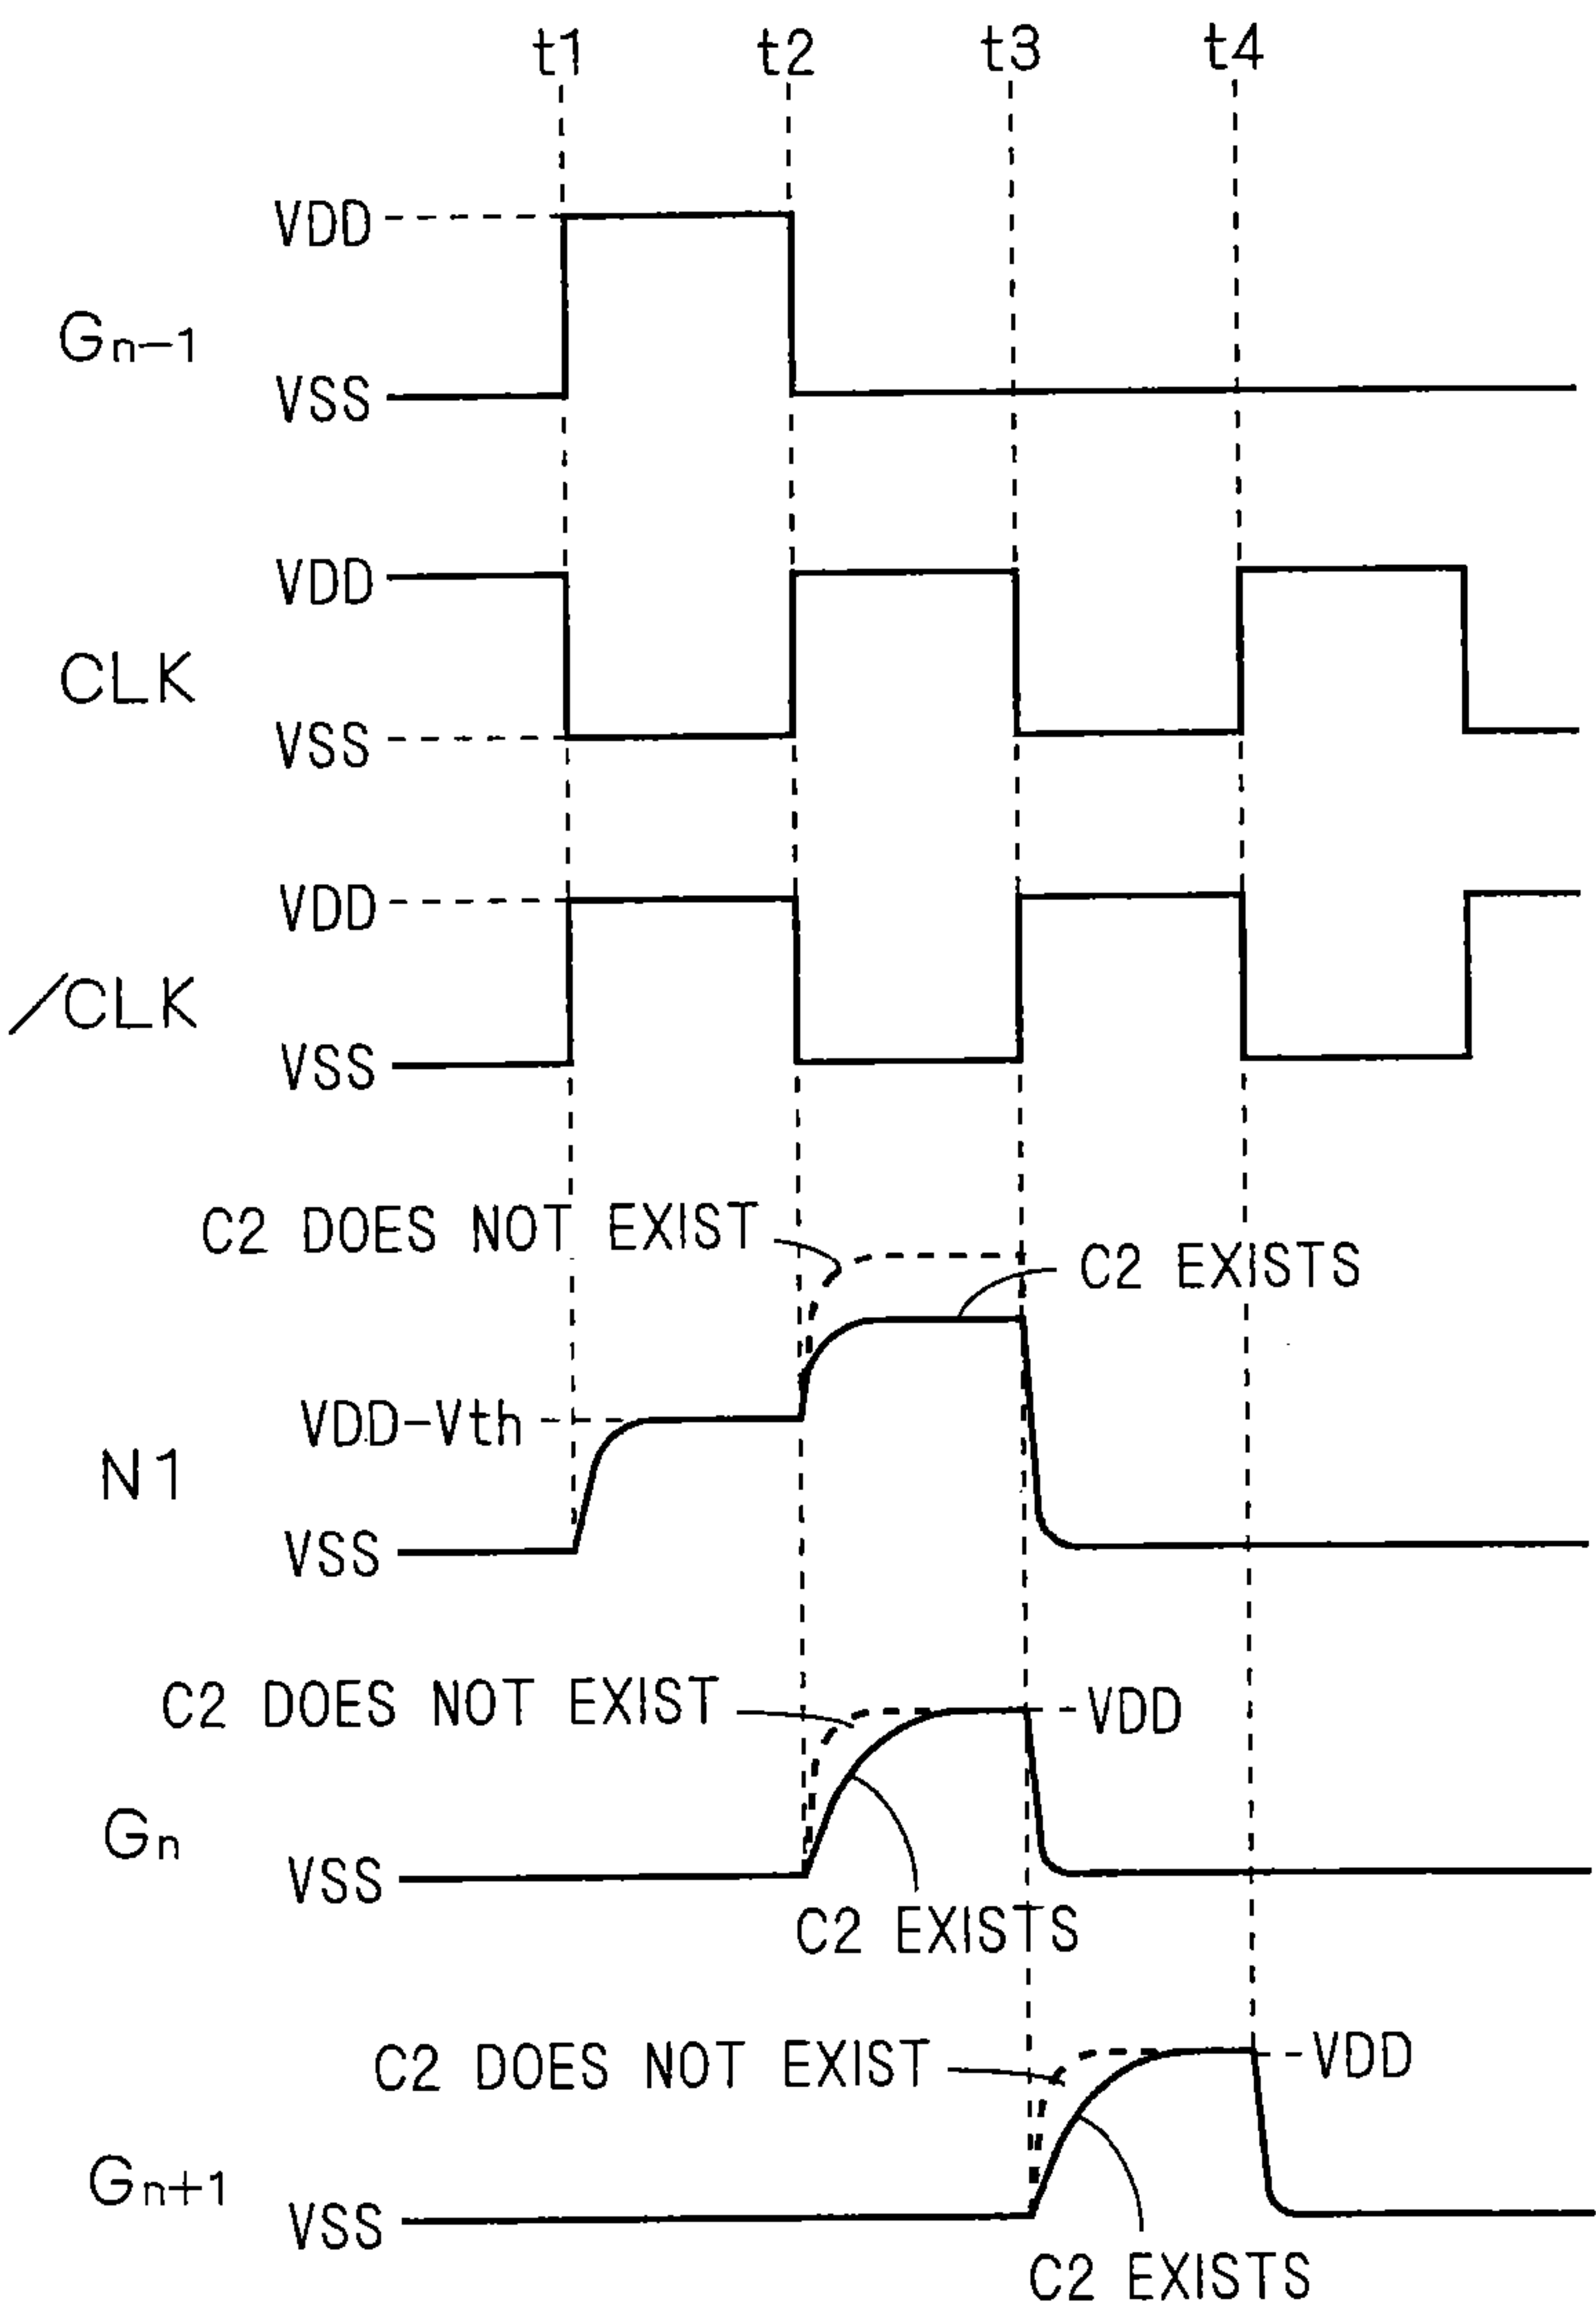 t1 t2 t3 t4
VDD
Gn-1
VSS
VDD
CLK
VSS
VDD
/CLK
VSS
C2 DOES NOT EXIST
C2 EXISTS
VDD-Vth
N1
VSS
C2 DOES NOT EXIST
VDD
Gn
VSS
C2 EXISTS
C2 DOES NOT EXIST
VDD
Gn+1
VSS
C2 EXISTS